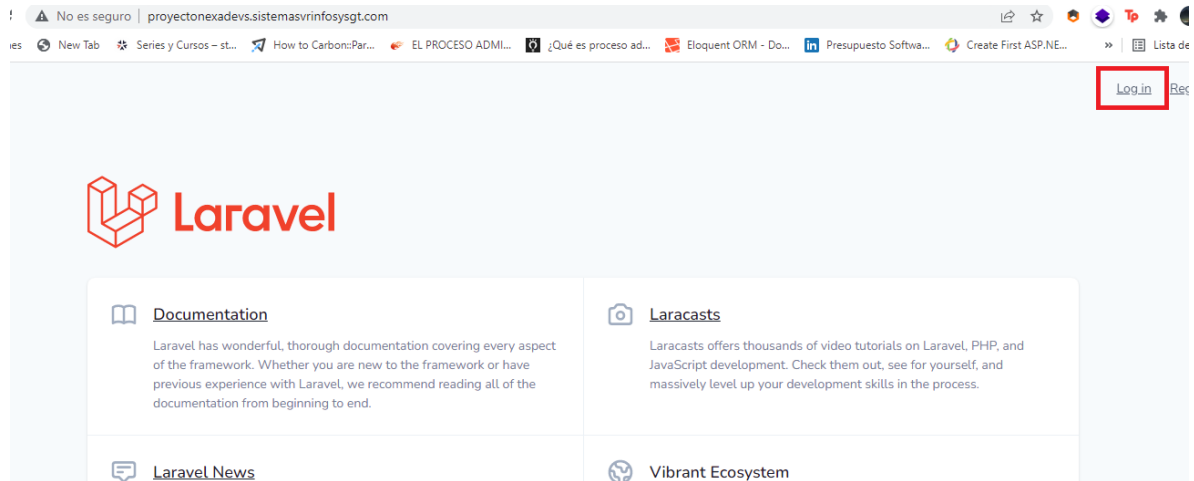 No es seguro | proyectonexadevs.sistemasvrinfosysgt.com
nes New Tab Series y Cursos – st... How to Carbon::Par... EL PROCESO ADMI... ¿Qué es proceso ad... Eloquent ORM - Do... Presupuesto Softwa... Create First ASP.NE... » Lista de
Log in Reg
Laravel
Documentation
Laravel has wonderful, thorough documentation covering every aspect
of the framework. Whether you are new to the framework or have
previous experience with Laravel, we recommend reading all of the
documentation from beginning to end.
Laracasts
Laracasts offers thousands of video tutorials on Laravel, PHP, and
JavaScript development. Check them out, see for yourself, and
massively level up your development skills in the process.
Laravel News
Vibrant Ecosystem